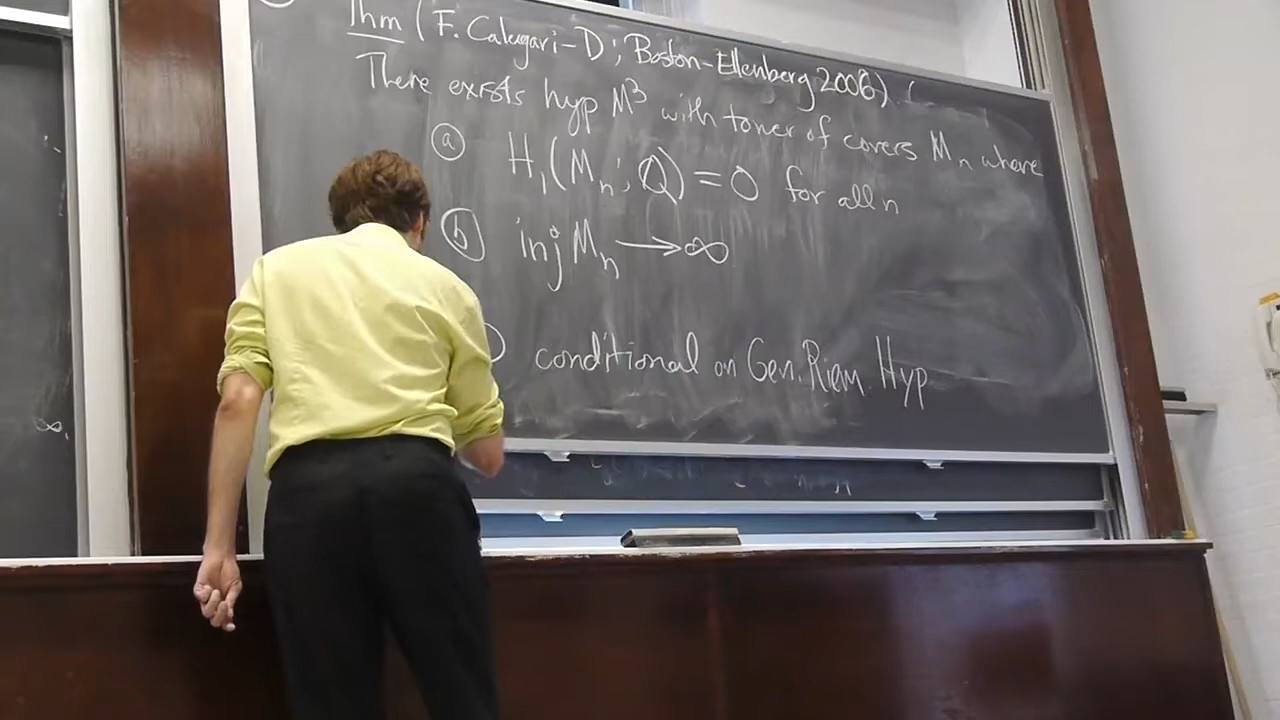 Thm (F. Calegari-D; Boston-Ellenberg 2006). (
There exists hyp M³ with tower of covers Mₙ where
ⓐ H₁(Mₙ; Q) = 0 for all n
ⓑ inj Mₙ → ∞
conditional on Gen. Riem. Hyp
∞